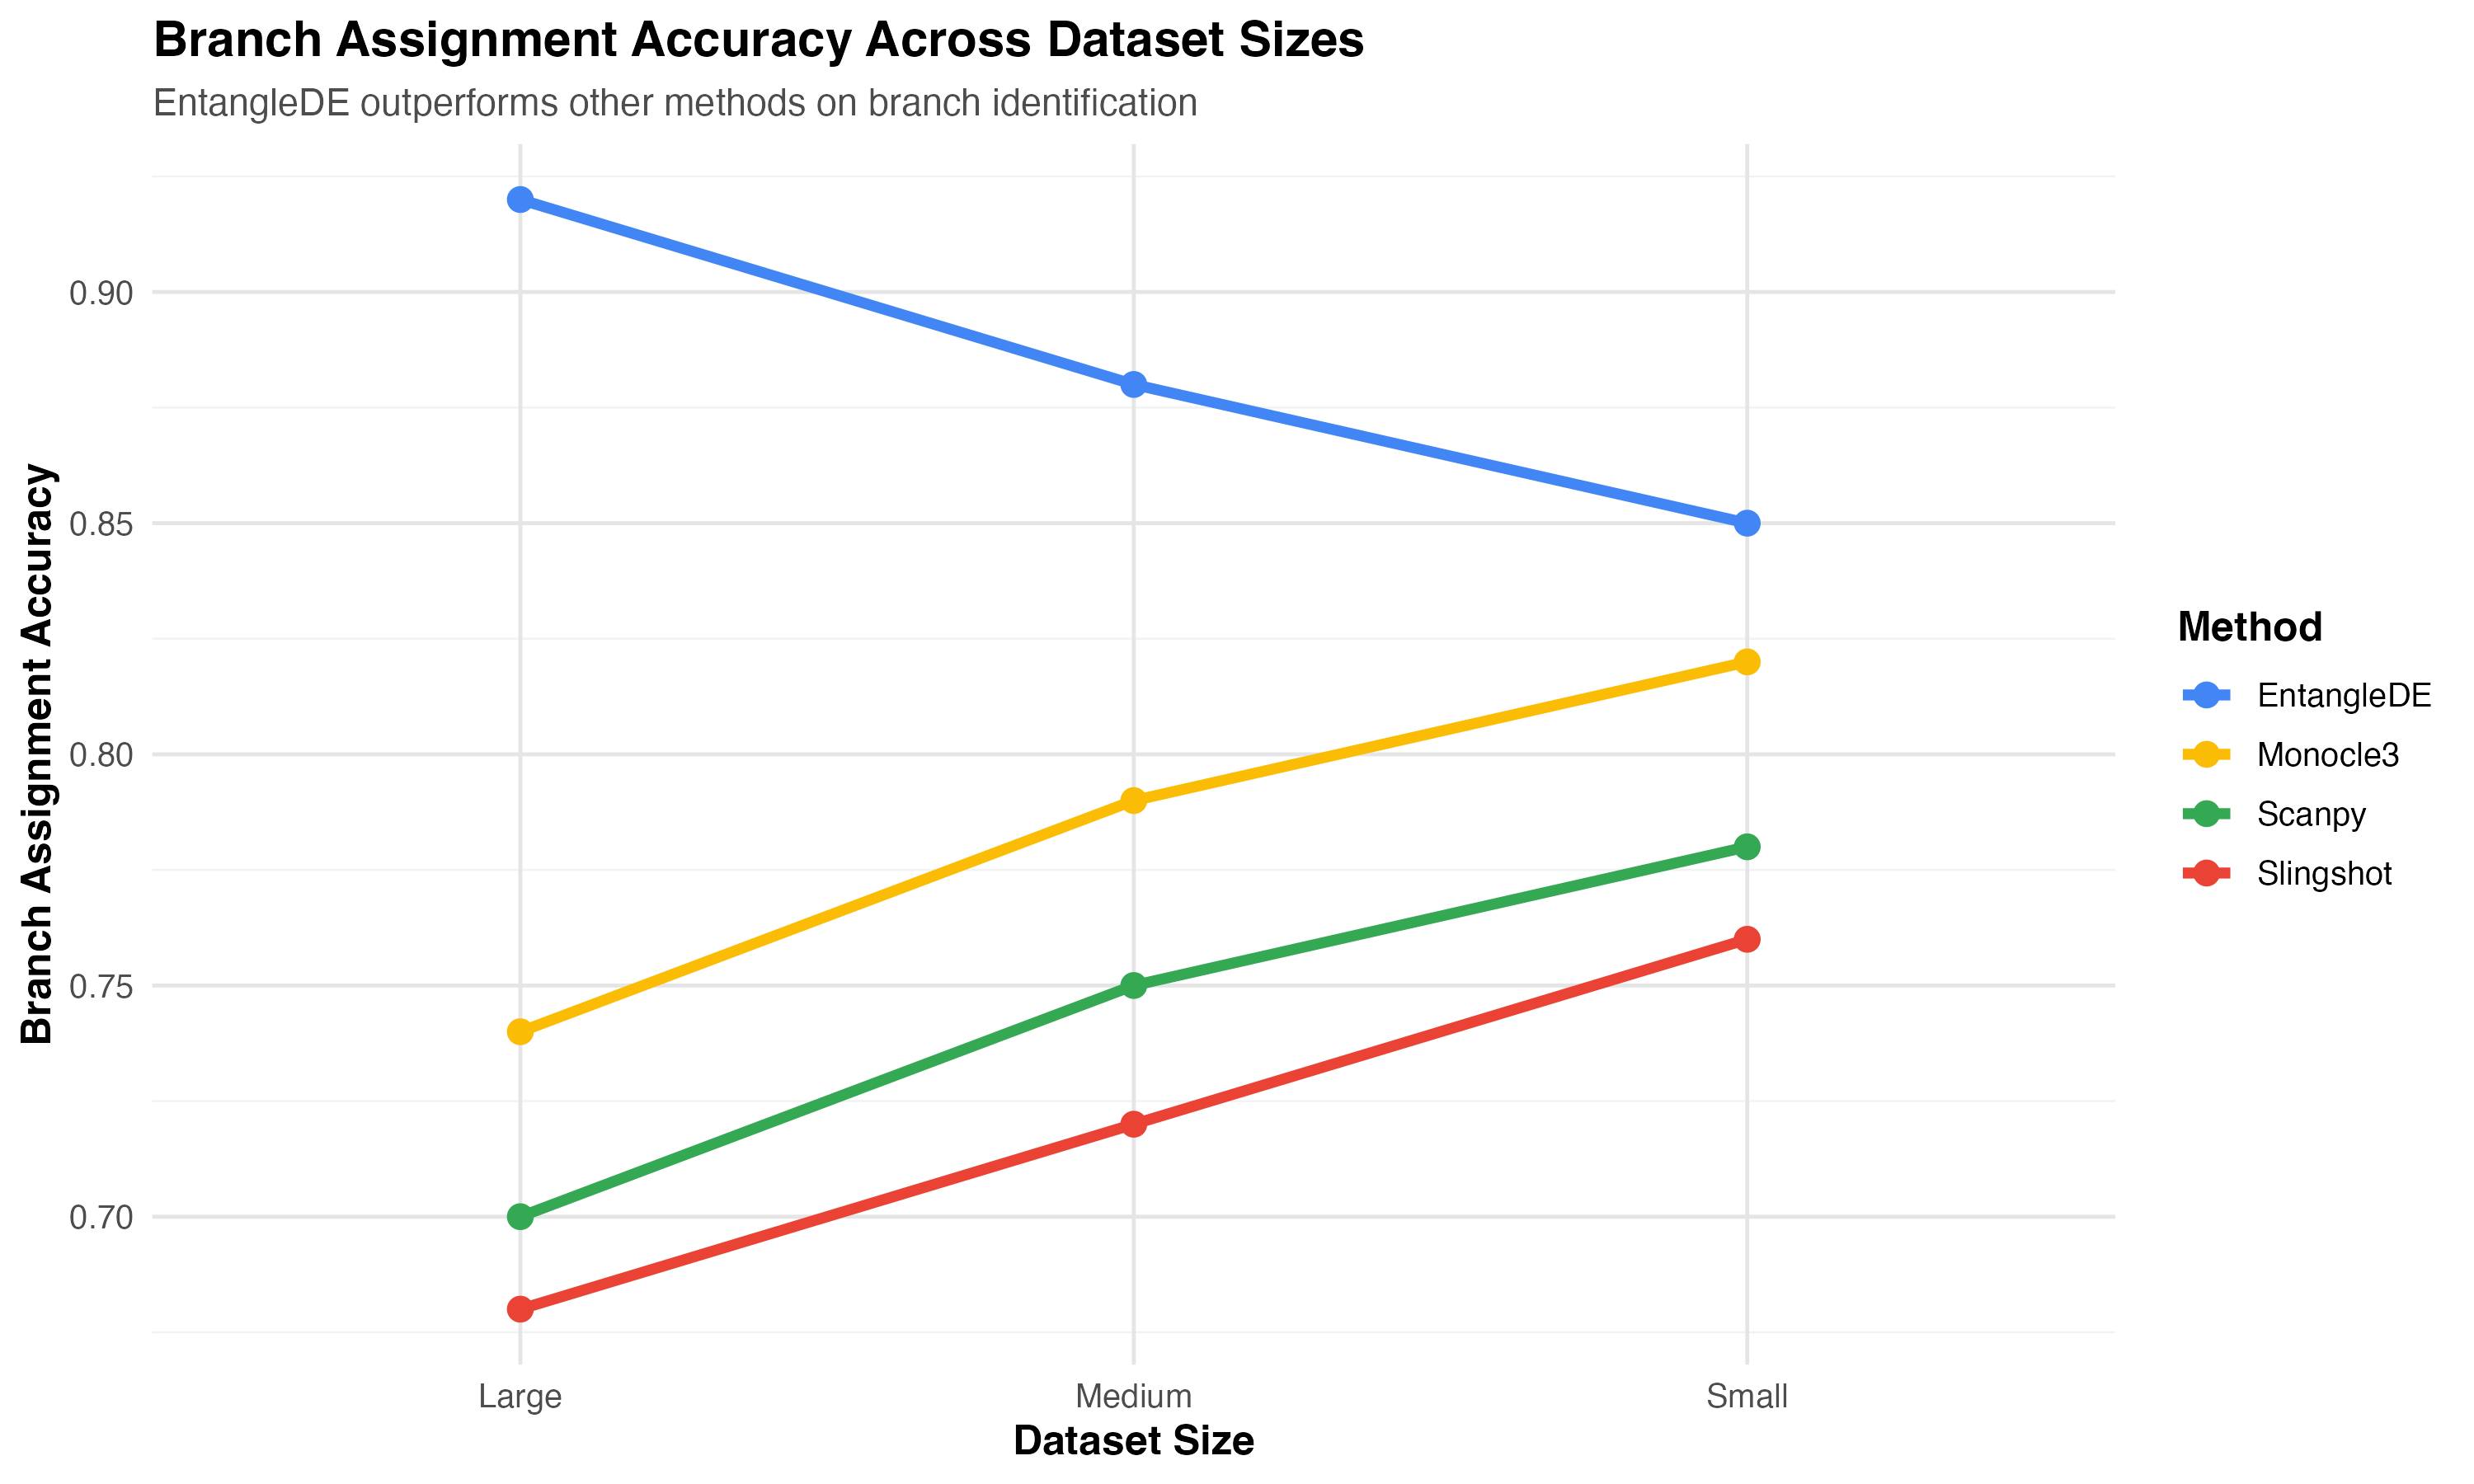 Branch Assignment Accuracy Across Dataset Sizes
EntangleDE outperforms other methods on branch identification
Branch Assignment Accuracy
0.90
0.85
0.80
0.75
0.70
Large
Medium
Small
Dataset Size
Method
EntangleDE
Monocle3
Scanpy
Slingshot